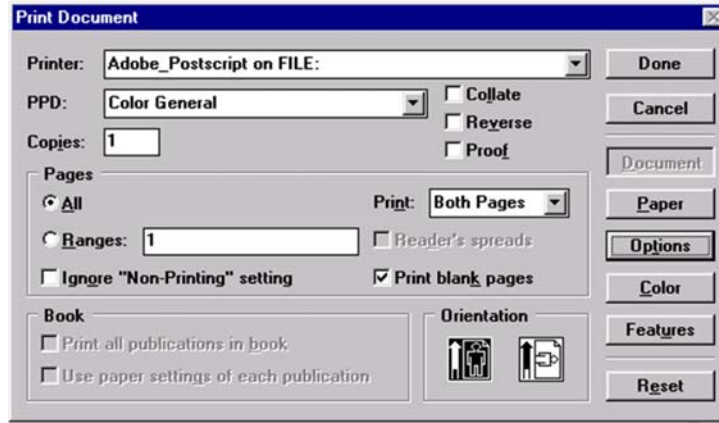 Print Document
Printer: Adobe_Postscript on FILE: Done
PPD: Color General Collate Cancel
Reverse
Copies: 1 Proof Document
Pages
All Print: Both Pages Paper
Ranges: 1 Reader's spreads Options
Ignore "Non-Printing" setting Print blank pages Color
Book Orientation Features
Print all publications in book
Use paper settings of each publication Reset